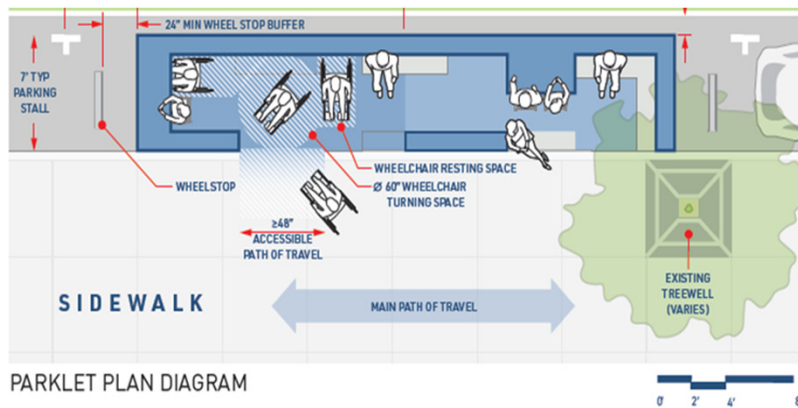 24" MIN WHEEL STOP BUFFER
7' TYP
PARKING
STALL
WHEELSTOP
WHEELCHAIR RESTING SPACE
Ø 60" WHEELCHAIR
TURNING SPACE
≥48"
ACCESSIBLE
PATH OF TRAVEL
SIDEWALK
MAIN PATH OF TRAVEL
EXISTING
TREEWELL
(VARIES)
PARKLET PLAN DIAGRAM
0' 2' 4' 8